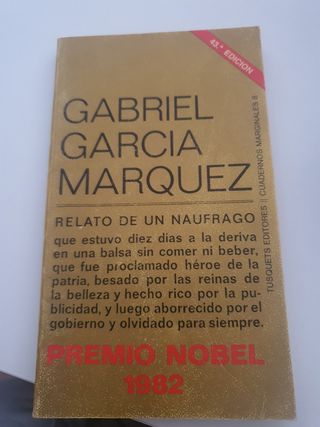 43.ª EDICION
GABRIEL
GARCIA
MARQUEZ
RELATO DE UN NAUFRAGO
que estuvo diez dias a la deriva
en una balsa sin comer ni beber,
que fue proclamado héroe de la
patria, besado por las reinas de
la belleza y hecho rico por la pu-
blicidad, y luego aborrecido por el
gobierno y olvidado para siempre.
PREMIO NOBEL
1982
TUSQUETS EDITORES || CUADERNOS MARGINALES 8